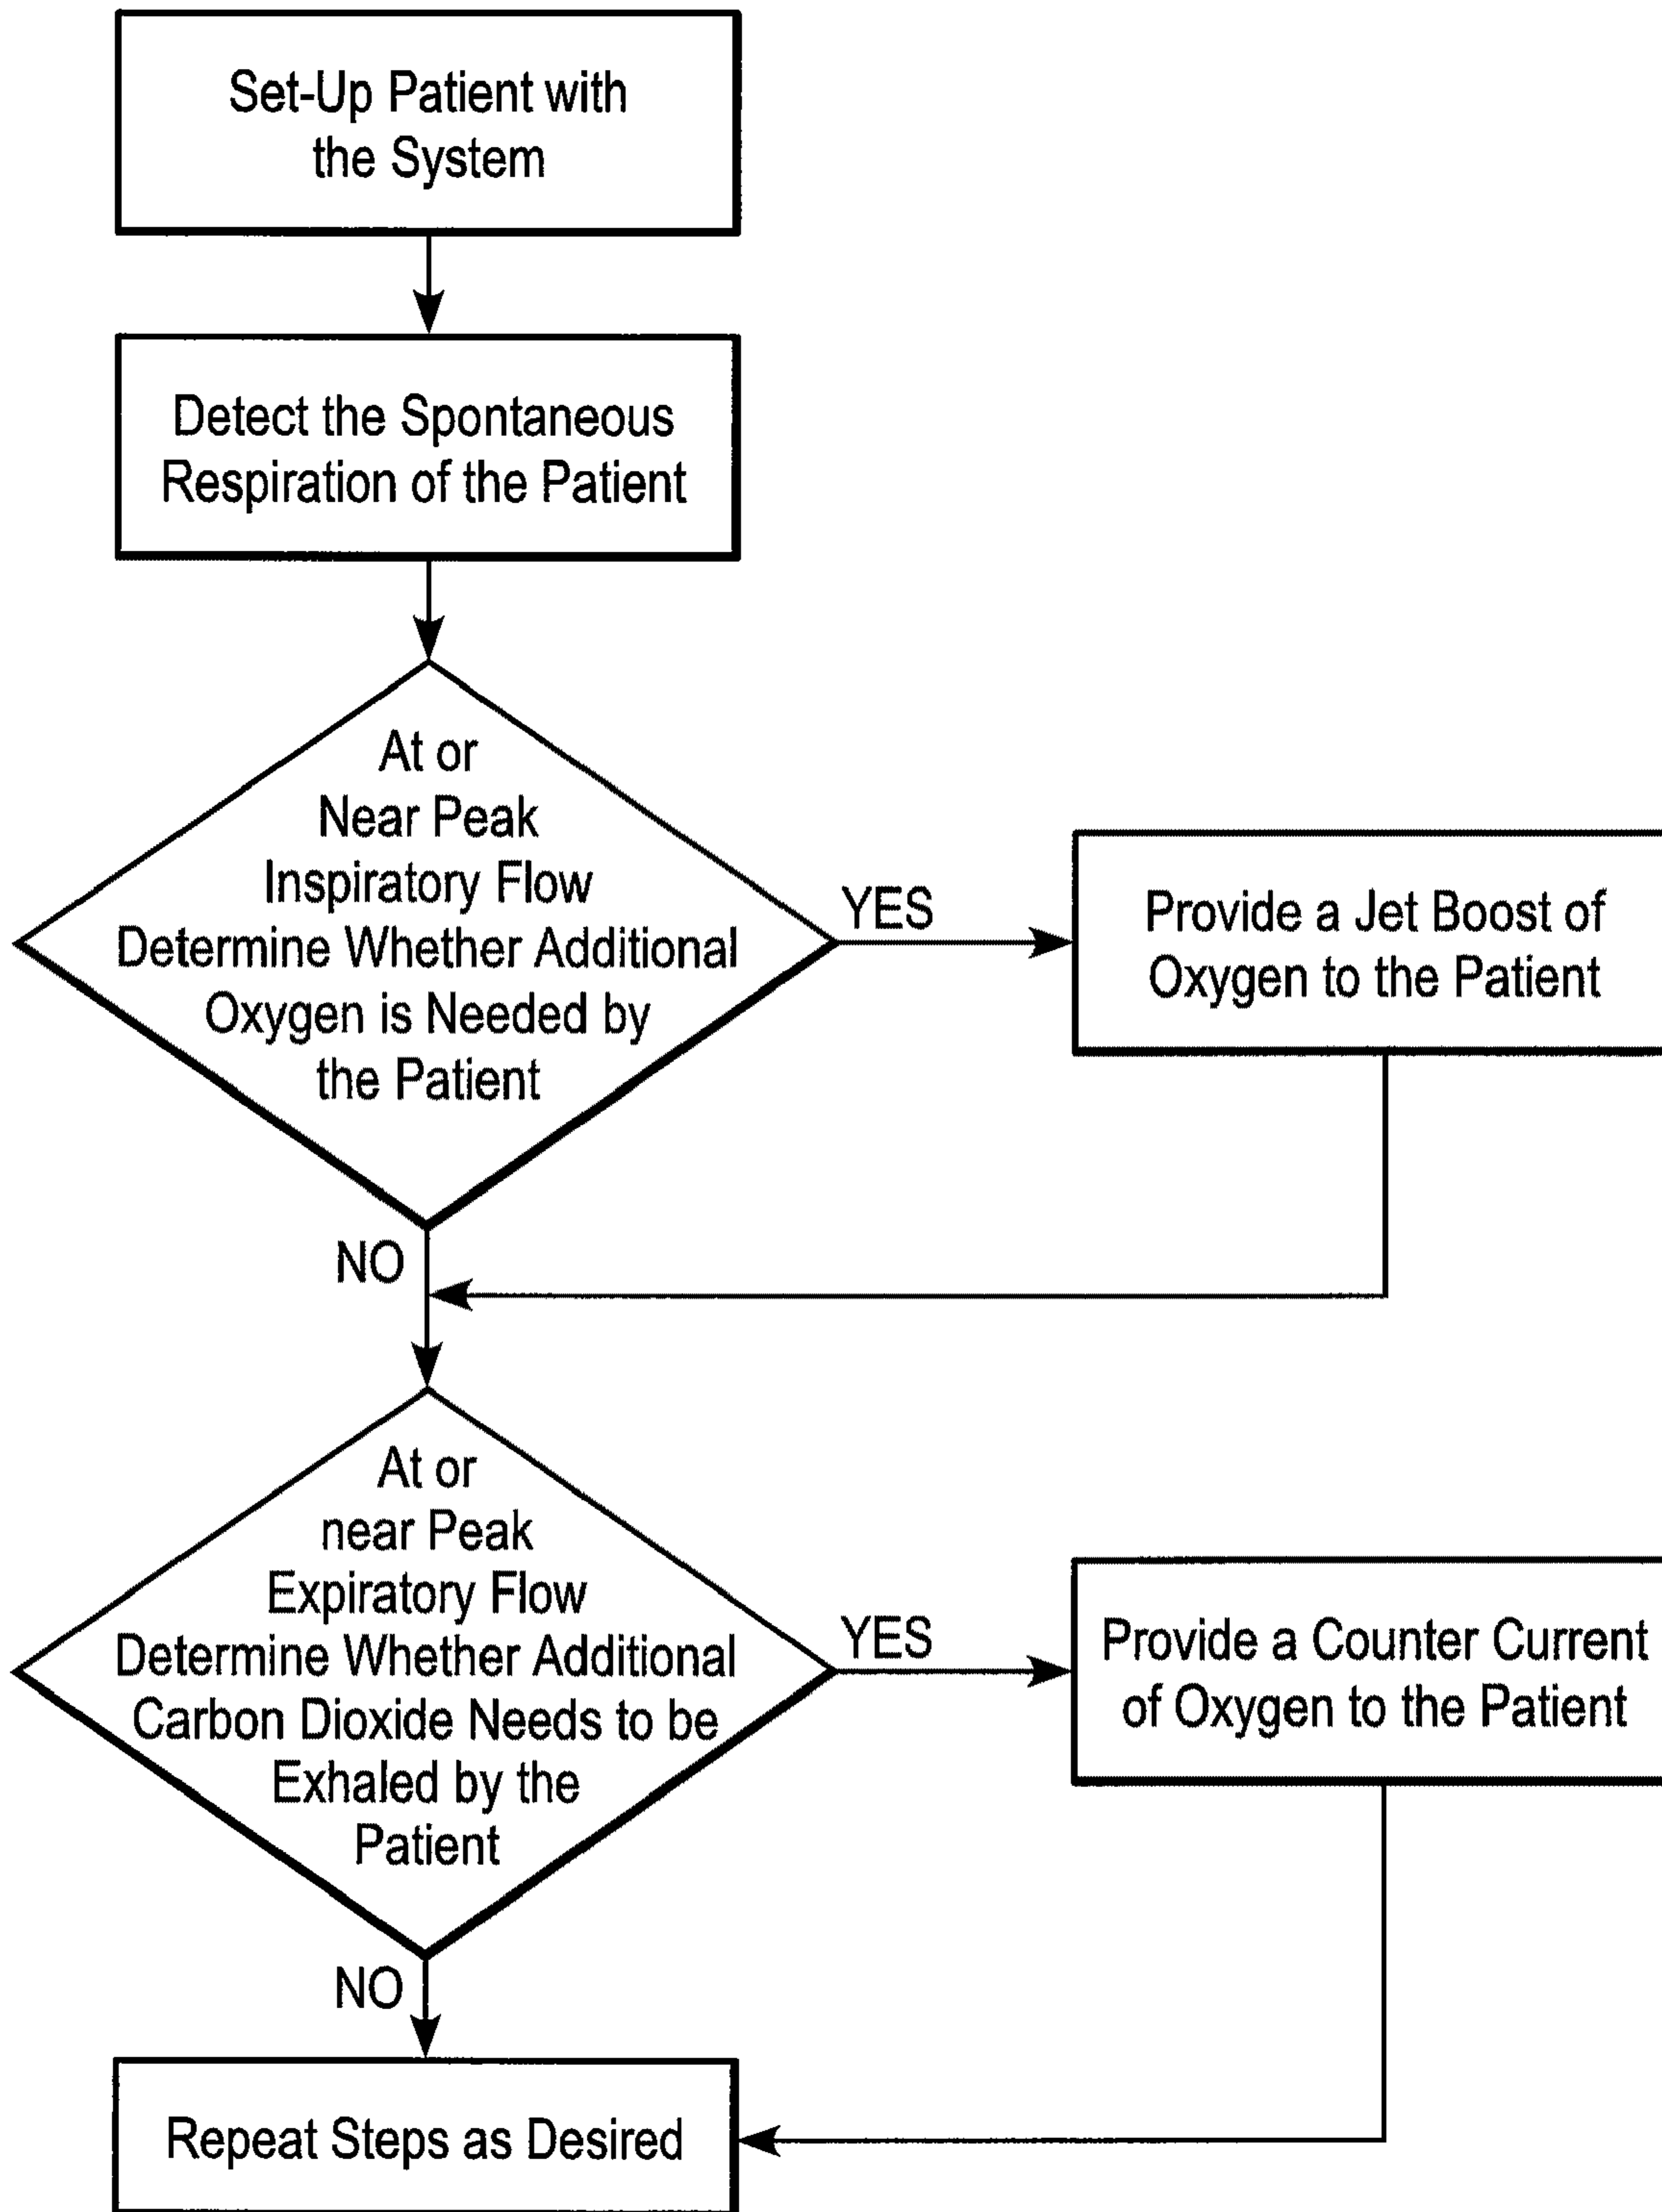 Set-Up Patient with
the System
Detect the Spontaneous
Respiration of the Patient
At or
Near Peak
Inspiratory Flow
Determine Whether Additional
Oxygen is Needed by
the Patient
YES
Provide a Jet Boost of
Oxygen to the Patient
NO
At or
near Peak
Expiratory Flow
Determine Whether Additional
Carbon Dioxide Needs to be
Exhaled by the
Patient
YES
Provide a Counter Current
of Oxygen to the Patient
NO
Repeat Steps as Desired